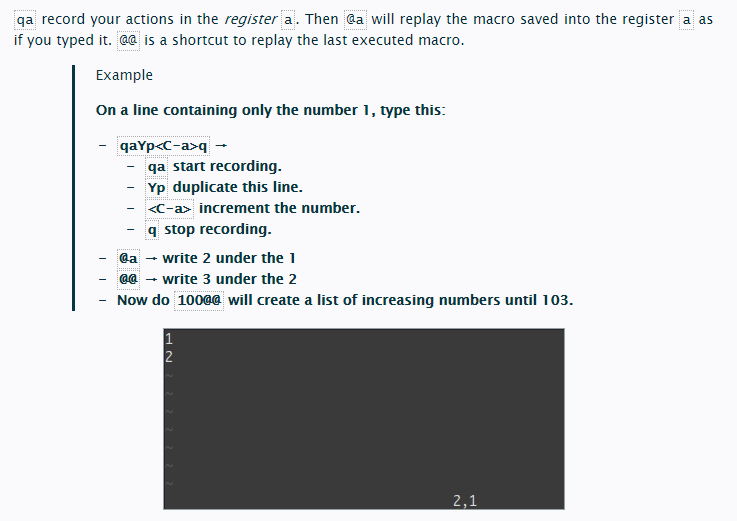 qa record your actions in the register a. Then @a will replay the macro saved into the register a as
if you typed it. @@ is a shortcut to replay the last executed macro.
Example
On a line containing only the number 1, type this:
- qaYp<C-a>q →
- qa start recording.
- Yp duplicate this line.
- <C-a> increment the number.
- q stop recording.
- @a → write 2 under the 1
- @@ → write 3 under the 2
- Now do 100@@ will create a list of increasing numbers until 103.
1
2
~
~
~
~
~
~
~
2,1